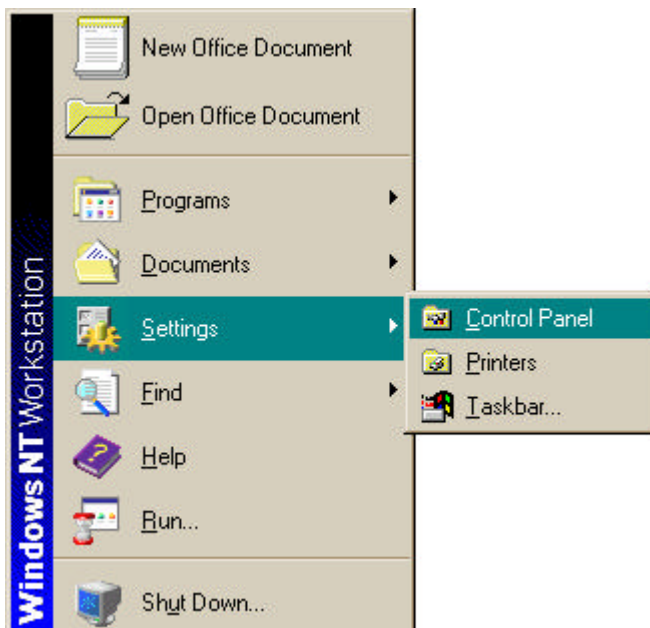 New Office Document
Open Office Document
Programs
Documents
Settings
Find
Help
Run...
Shut Down...
Control Panel
Printers
Taskbar...
Windows NT Workstation